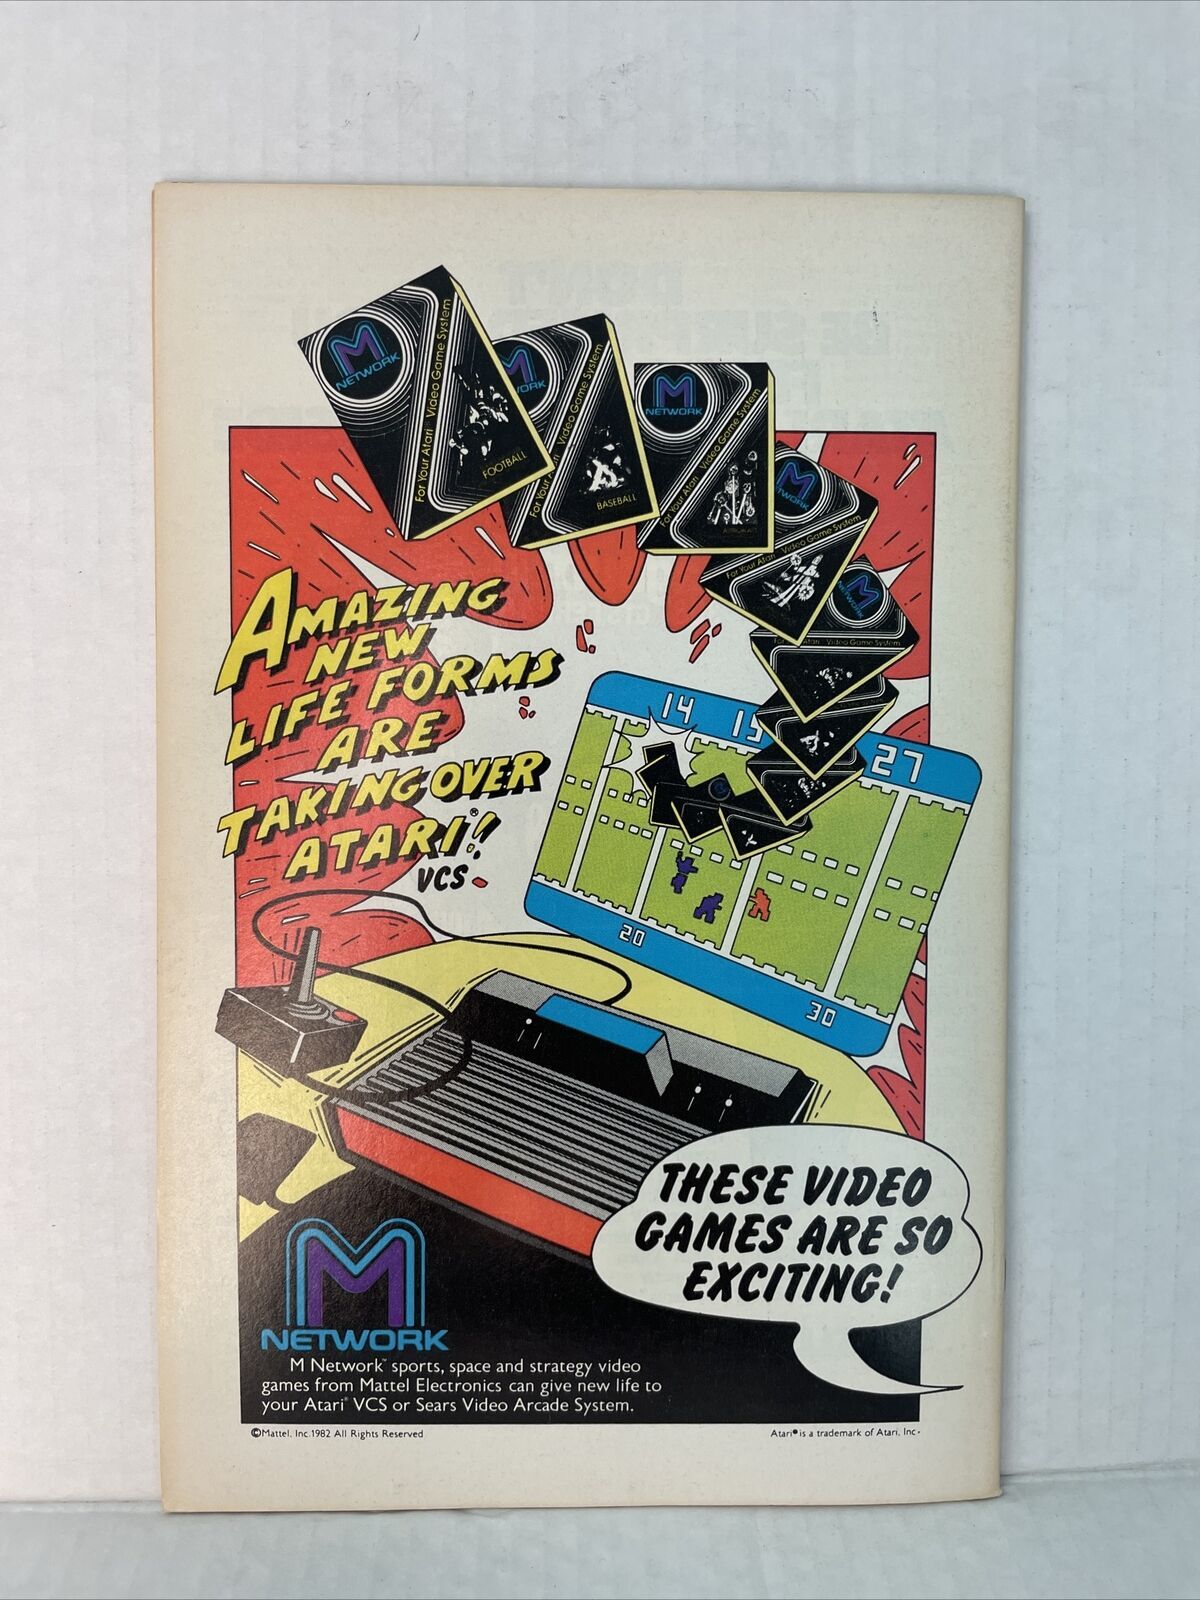 M
NETWORK
For Your Atari® Video Game System
FOOTBALL
M
NETWORK
For Your Atari Video Game System
BASEBALL
M
NETWORK
For Your Atari Video Game System
M
NETWORK
For Your Atari Video Game System
M
NETWORK
For Your Atari Video Game System
AMAZING
NEW
LIFE FORMS
ARE
TAKING OVER
ATARI®!
VCS
14 15 27
20
30
THESE VIDEO
GAMES ARE SO
EXCITING!
M
NETWORK
M Network™ sports, space and strategy video
games from Mattel Electronics can give new life to
your Atari® VCS or Sears Video Arcade System.
©Mattel, Inc. 1982 All Rights Reserved
Atari® is a trademark of Atari, Inc.